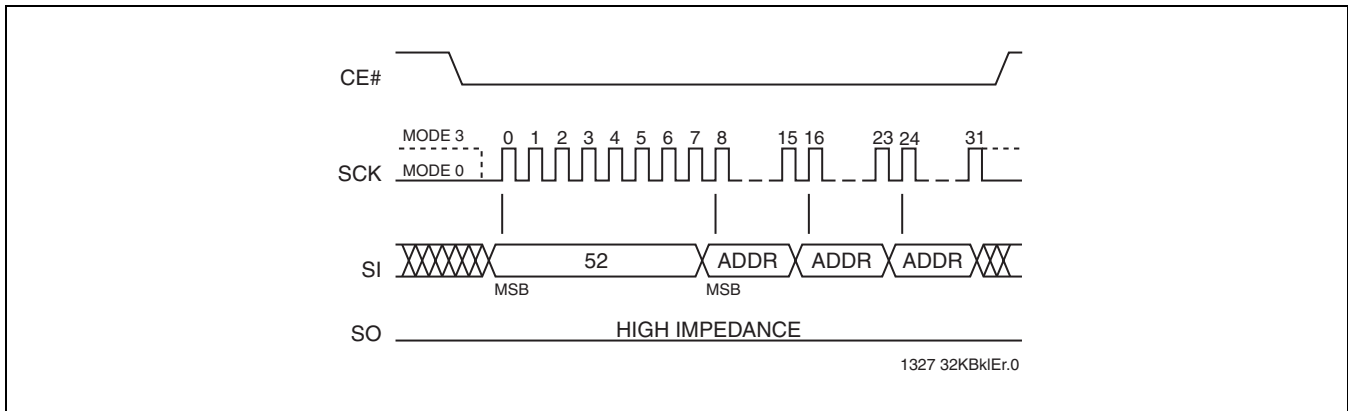 CE#
MODE 3
0 1 2 3 4 5 6 7 8 15 16 23 24 31
SCK
MODE 0
SI
52
ADDR
ADDR
ADDR
MSB
MSB
SO
HIGH IMPEDANCE
1327 32KBklEr.0